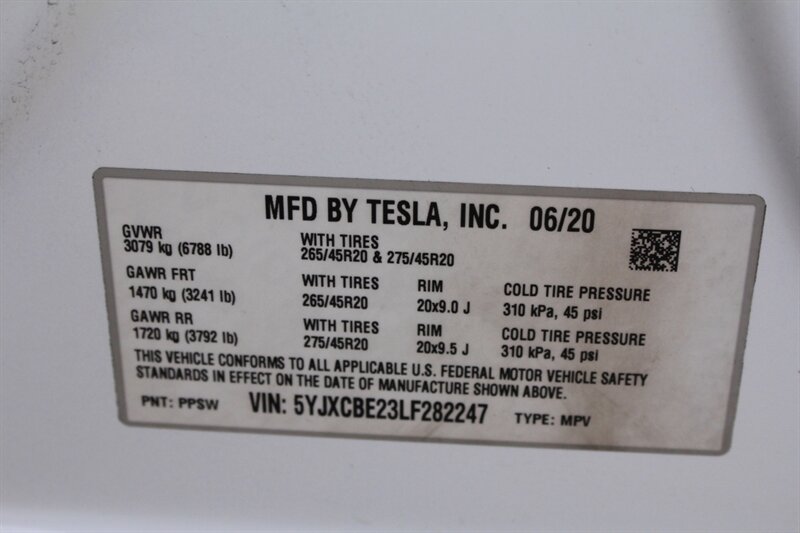 MFD BY TESLA, INC. 06/20
GVWR
3079 kg (6788 lb)
WITH TIRES
265/45R20 & 275/45R20
GAWR FRT
1470 kg (3241 lb)
WITH TIRES
265/45R20
RIM
20x9.0 J
COLD TIRE PRESSURE
310 kPa, 45 psi
GAWR RR
1720 kg (3792 lb)
WITH TIRES
275/45R20
RIM
20x9.5 J
COLD TIRE PRESSURE
310 kPa, 45 psi
THIS VEHICLE CONFORMS TO ALL APPLICABLE U.S. FEDERAL MOTOR VEHICLE SAFETY
STANDARDS IN EFFECT ON THE DATE OF MANUFACTURE SHOWN ABOVE.
PNT: PPSW VIN: 5YJXCBE23LF282247 TYPE: MPV